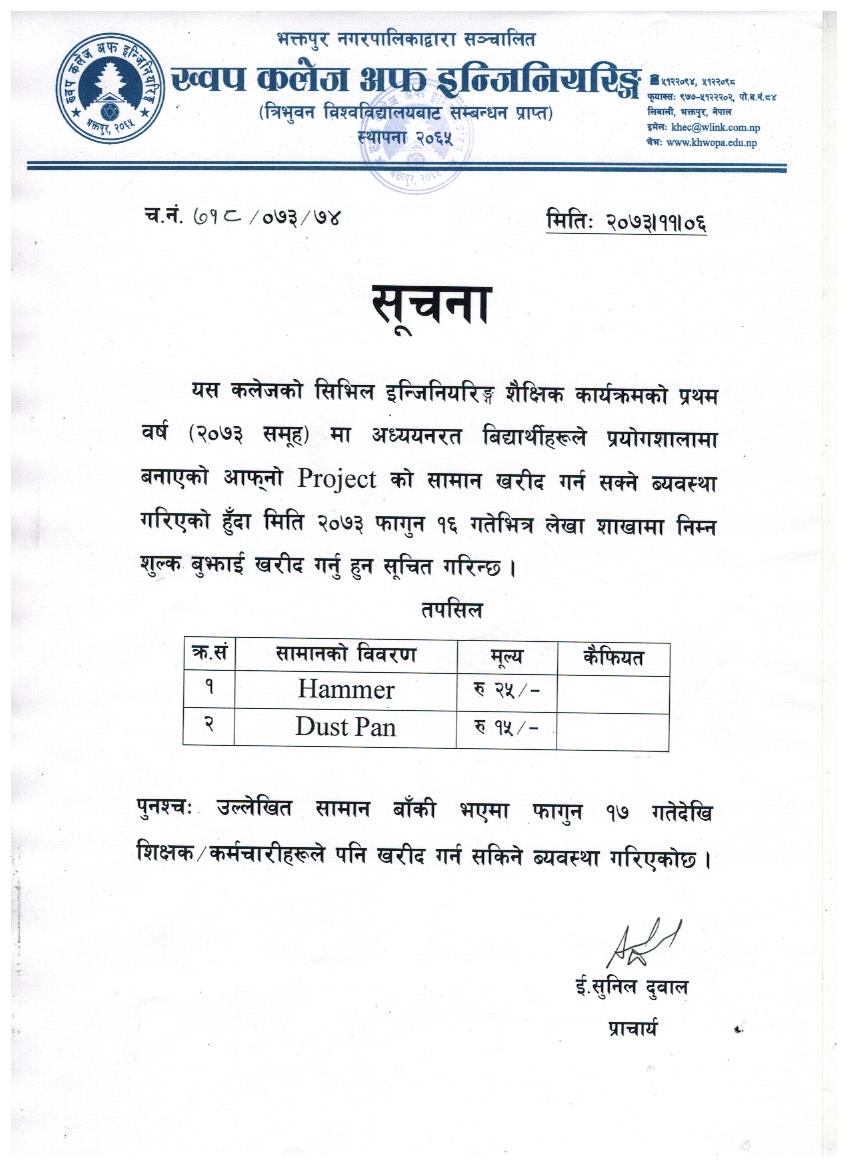 भक्तपुर नगरपालिकाद्वारा सञ्चालित
ख्वप कलेज अफ इन्जिनियरिङ्ग
(त्रिभुवन विश्वविद्यालयबाट सम्बन्धन प्राप्त)
स्थापना २०६५
ख्वप कलेज अफ इन्जिनियरिङ्ग
भक्तपुर, २०६५
☎ ५१२२०९४, ५१२२०९८
फ्याक्सः ९७७-५१२२२०२, पो.ब.नं.८४
लिवाली, भक्तपुर, नेपाल
इमेलः khec@wlink.com.np
वेभः www.khwopa.edu.np
च.नं. ७१८/०७३/७४
मितिः २०७३।११।०६
सूचना
यस कलेजको सिभिल इन्जिनियरिङ्ग शैक्षिक कार्यक्रमको प्रथम
वर्ष (२०७३ समूह) मा अध्ययनरत बिद्यार्थीहरूले प्रयोगशालामा
बनाएको आफ्‌नो Project को सामान खरीद गर्न सक्ने ब्यवस्था
गरिएको हुँदा मिति २०७३ फागुन १६ गतेभित्र लेखा शाखामा निम्न
शुल्क बुझाई खरीद गर्नु हुन सूचित गरिन्छ ।
तपसिल
क्र.सं सामानको विवरण मूल्य कैफियत
१ Hammer रु २५/-
२ Dust Pan रु १५/-
पुनश्चः उल्लेखित सामान बाँकी भएमा फागुन १७ गतेदेखि
शिक्षक/कर्मचारीहरूले पनि खरीद गर्न सकिने ब्यवस्था गरिएकोछ ।
ई.सुनिल दुवाल
प्राचार्य